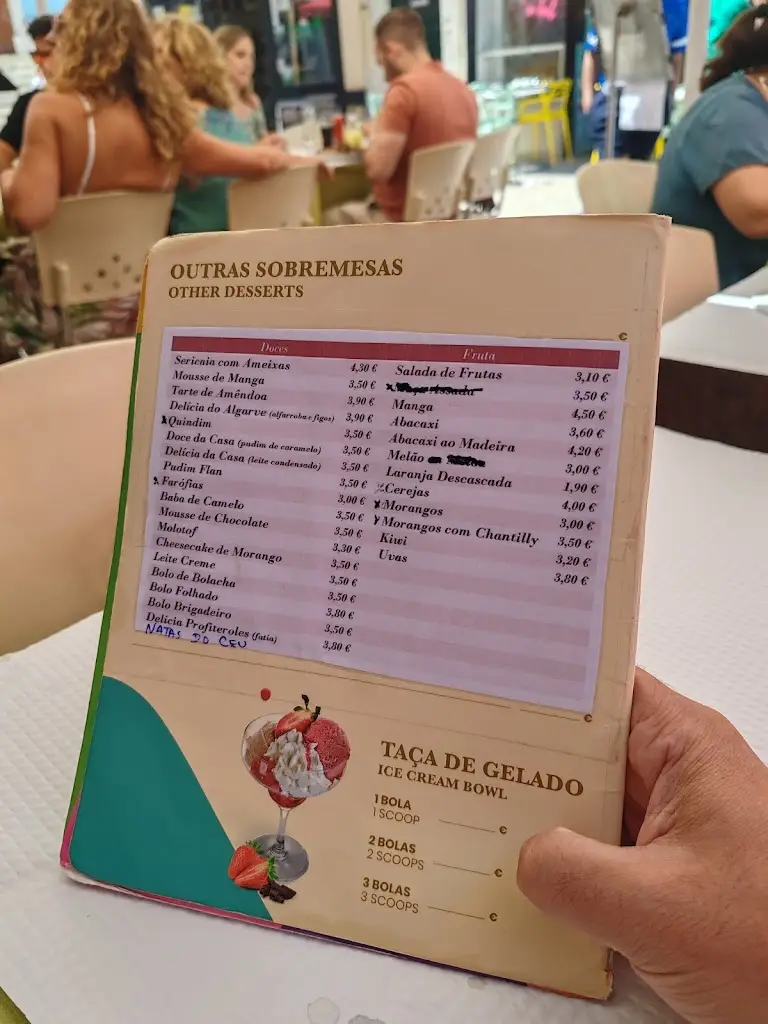 OUTRAS SOBREMESAS
OTHER DESSERTS
€
Doces
Sericaia com Ameixas 4,30 €
Mousse de Manga 3,50 €
Tarte de Amêndoa 3,90 €
Delícia do Algarve (alfarroba e figos) 3,90 €
Quindim 3,50 €
Doce da Casa (pudim de caramelo) 3,50 €
Delícia da Casa (leite condensado) 3,50 €
Pudim Flan 3,50 €
Farófias 3,00 €
Baba de Camelo 3,50 €
Mousse de Chocolate 3,50 €
Molotof 3,30 €
Cheesecake de Morango 3,50 €
Leite Creme 3,50 €
Bolo de Bolacha 3,50 €
Bolo Folhado 3,80 €
Bolo Brigadeiro 3,50 €
Delícia Profiteroles (fatia) 3,80 €
NATAS DO CEU
Fruta
Salada de Frutas 3,10 €
3,50 €
Manga 4,50 €
Abacaxi 3,60 €
Abacaxi ao Madeira 4,20 €
Melão 3,00 €
Laranja Descascada 1,90 €
Cerejas 4,00 €
Morangos 3,00 €
Morangos com Chantilly 3,50 €
Kiwi 3,20 €
Uvas 3,80 €
€
TAÇA DE GELADO
ICE CREAM BOWL
1 BOLA
1 SCOOP €
2 BOLAS
2 SCOOPS €
3 BOLAS
3 SCOOPS €